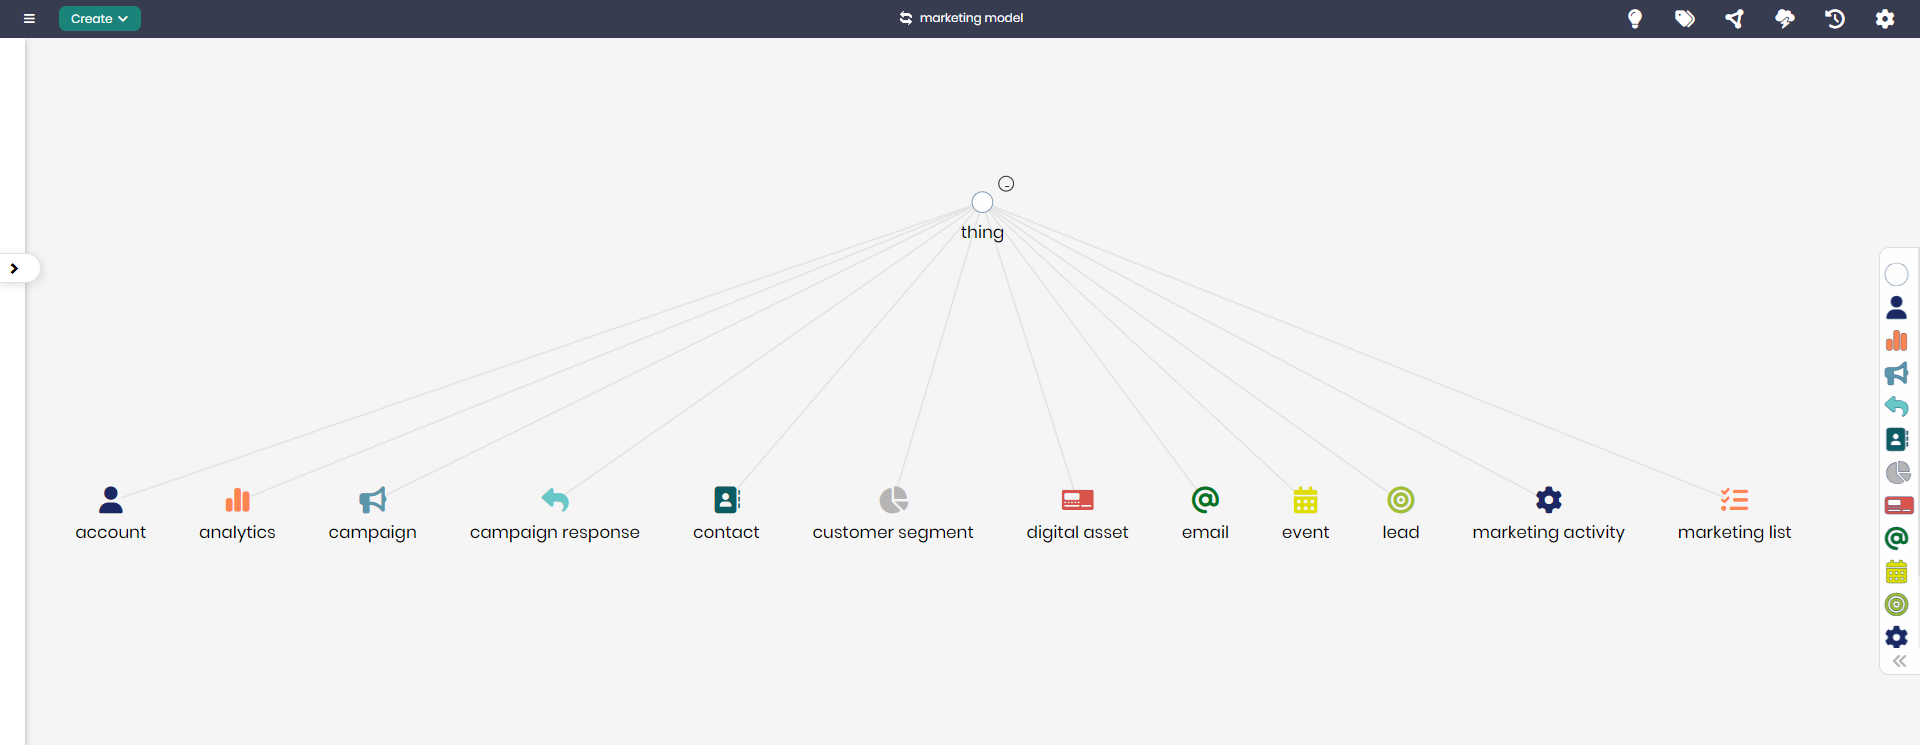 Create
marketing model
thing
account
analytics
campaign
campaign response
contact
customer segment
digital asset
email
event
lead
marketing activity
marketing list